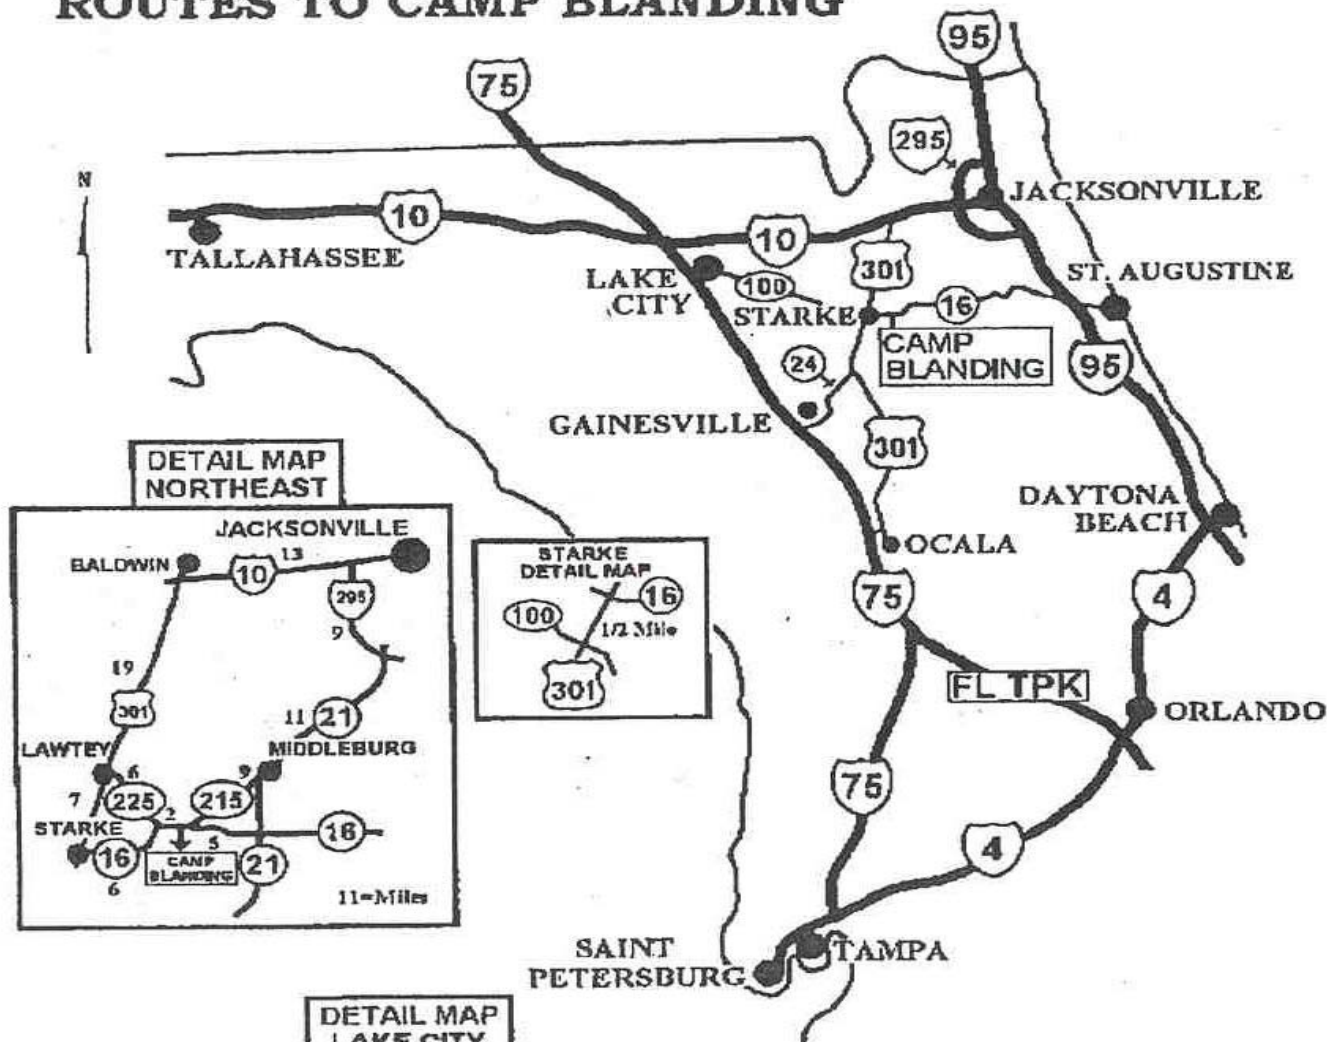 ROUTES TO CAMP BLANDING
95
75
295
N
JACKSONVILLE
10
10
TALLAHASSEE
301
ST. AUGUSTINE
LAKE
CITY
100
STARKE
16
CAMP
BLANDING
24
95
GAINESVILLE
301
DETAIL MAP
NORTHEAST
DAYTONA
BEACH
JACKSONVILLE
BALDWIN
10
13
295
9
19
301
11
21
LAWTEY
MIDDLEBURG
6
9
7
225
2
215
STARKE
16
5
16
CAMP
BLANDING
21
6
11=Miles
STARKE
DETAIL MAP
16
100
1/2 Mile
301
OCALA
75
4
FL TPK
ORLANDO
75
4
SAINT
PETERSBURG
TAMPA
DETAIL MAP
LAKE CITY